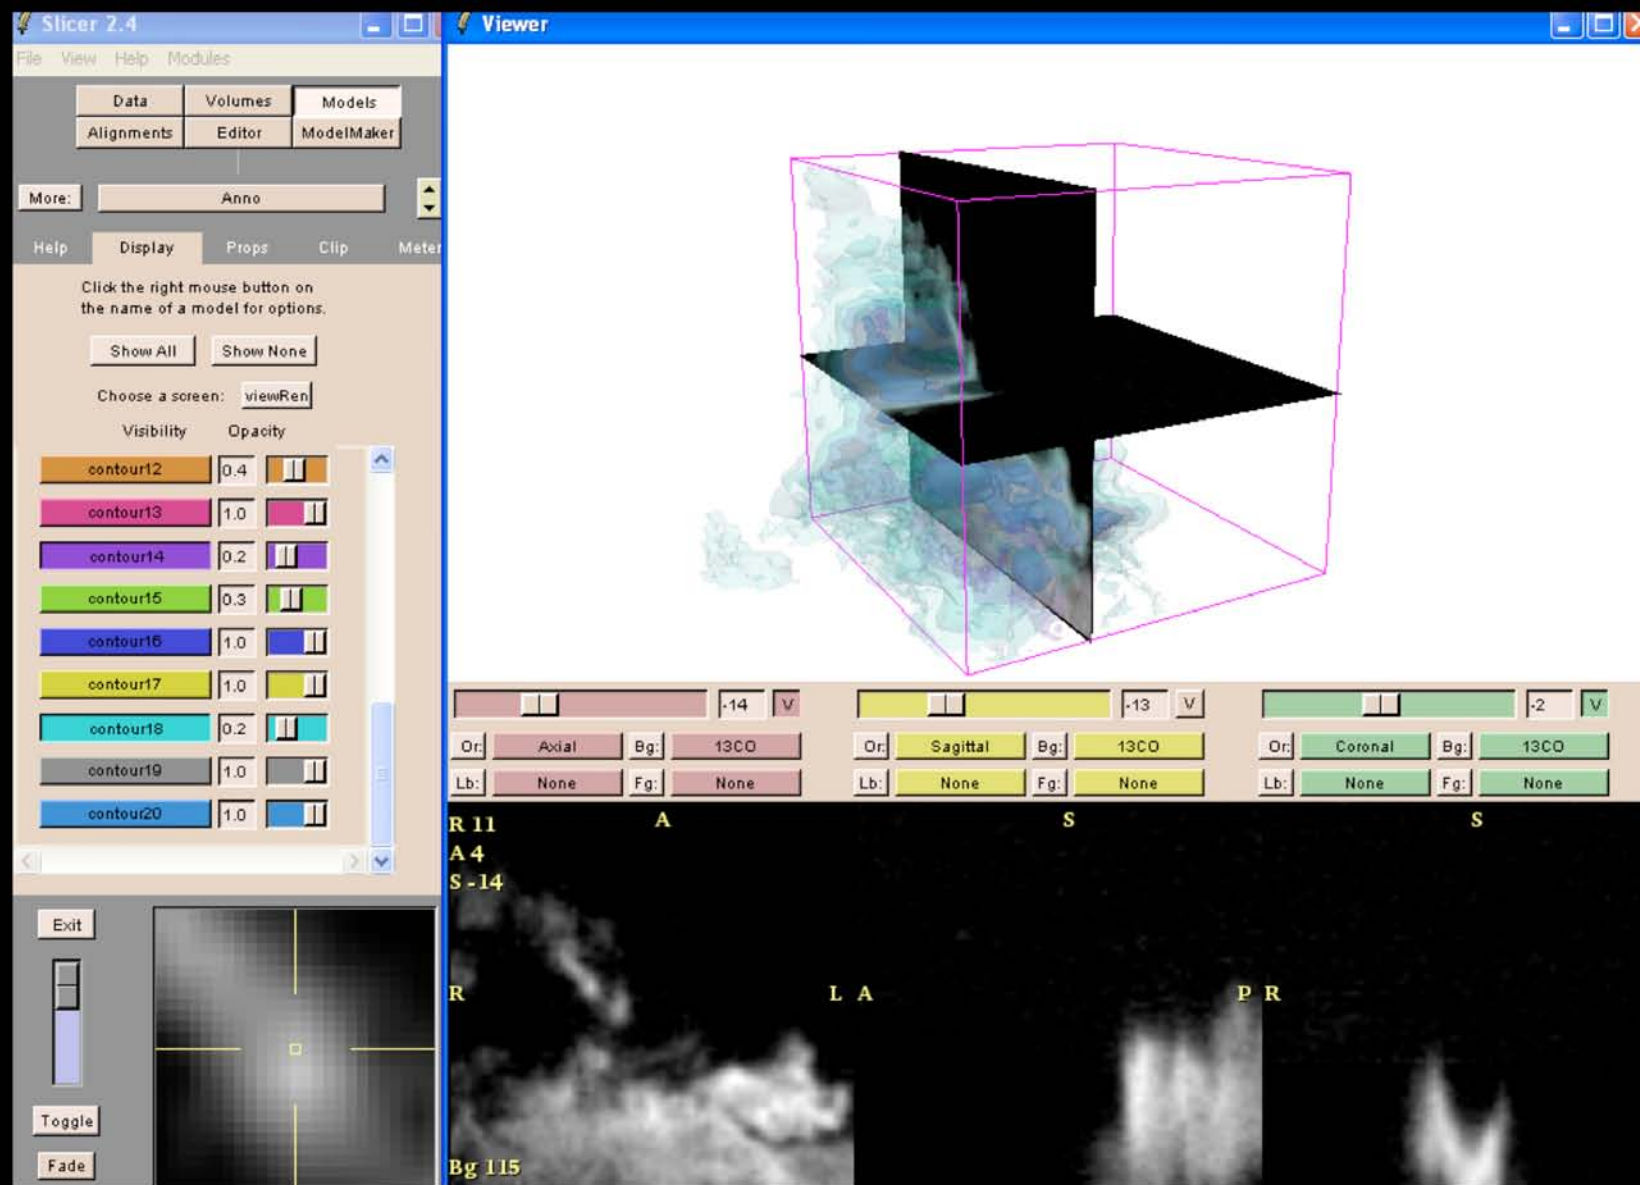 Slicer 2.4
File View Help Modules
Data Volumes Models
Alignments Editor ModelMaker
More: Anno
Help Display Props Clip Meter
Click the right mouse button on
the name of a model for options.
Show All Show None
Choose a screen: viewRen
Visibility Opacity
contour12 0.4
contour13 1.0
contour14 0.2
contour15 0.3
contour16 1.0
contour17 1.0
contour18 0.2
contour19 1.0
contour20 1.0
Exit
Toggle
Fade
Viewer
-14 V -13 V -2 V
Or: Axial Bg: 13CO Or: Sagittal Bg: 13CO Or: Coronal Bg: 13CO
Lb: None Fg: None Lb: None Fg: None Lb: None Fg: None
R 11 A S S
A 4
S -14
R L A P R
Bg 115